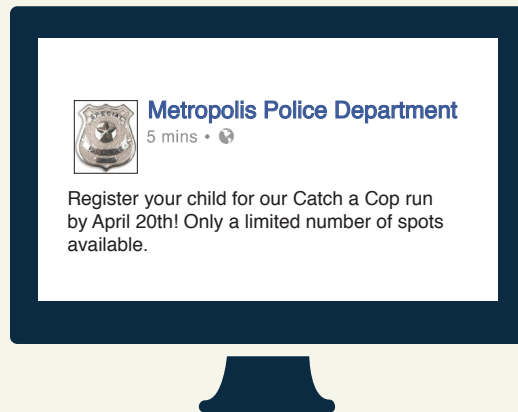 SPECIAL
Metropolis Police Department
5 mins •
Register your child for our Catch a Cop run
by April 20th! Only a limited number of spots
available.